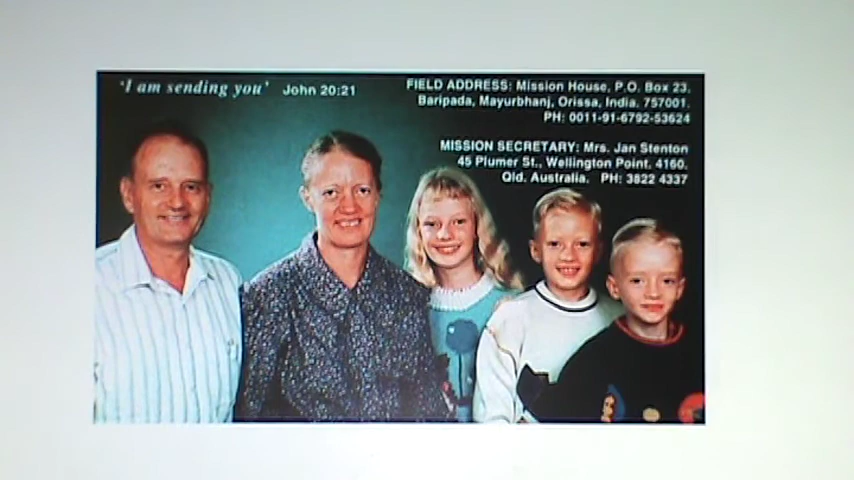 'I am sending you' John 20:21
FIELD ADDRESS: Mission House, P.O. Box 23,
Baripada, Mayurbhanj, Orissa, India. 757001.
PH: 0011-91-6792-53624
MISSION SECRETARY: Mrs. Jan Stenton
45 Plumer St., Wellington Point, 4160.
Qld. Australia. PH: 3822 4337